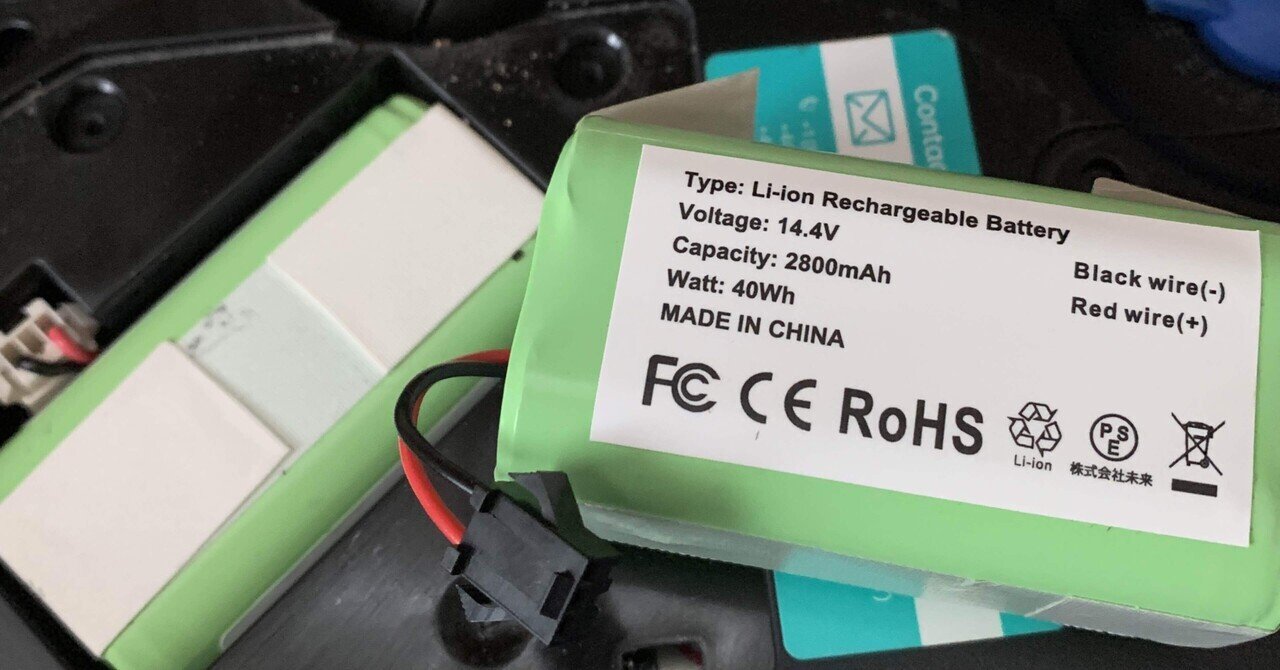 Type: Li-ion Rechargeable Battery
Voltage: 14.4V
Capacity: 2800mAh
Watt: 40Wh
MADE IN CHINA
Black wire(-)
Red wire(+)
FC CE RoHS
Li-ion
PSE
株式会社未来